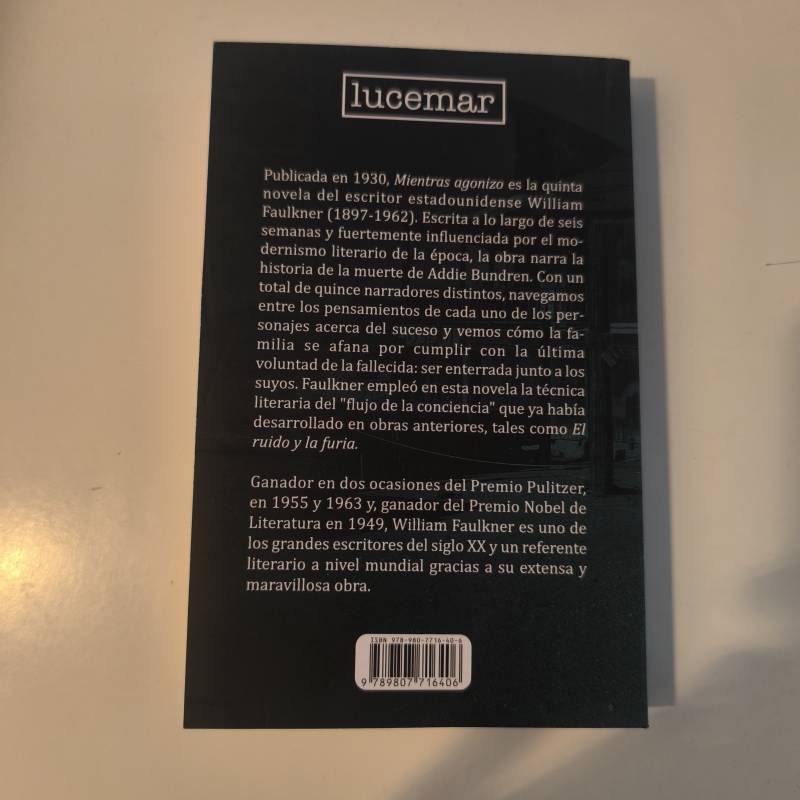 lucemar
Publicada en 1930, Mientras agonizo es la quinta
novela del escritor estadounidense William
Faulkner (1897-1962). Escrita a lo largo de seis
semanas y fuertemente influenciada por el mo-
dernismo literario de la época, la obra narra la
historia de la muerte de Addie Bundren. Con un
total de quince narradores distintos, navegamos
entre los pensamientos de cada uno de los per-
sonajes acerca del suceso y vemos cómo la fa-
milia se afana por cumplir con la última
voluntad de la fallecida: ser enterrada junto a los
suyos. Faulkner empleó en esta novela la técnica
literaria del "flujo de la conciencia" que ya había
desarrollado en obras anteriores, tales como El
ruido y la furia.
Ganador en dos ocasiones del Premio Pulitzer,
en 1955 y 1963 y, ganador del Premio Nobel de
Literatura en 1949, William Faulkner es uno de
los grandes escritores del siglo XX y un referente
literario a nivel mundial gracias a su extensa y
maravillosa obra.
ISBN 978-980-7716-40-6
9 789807 716406